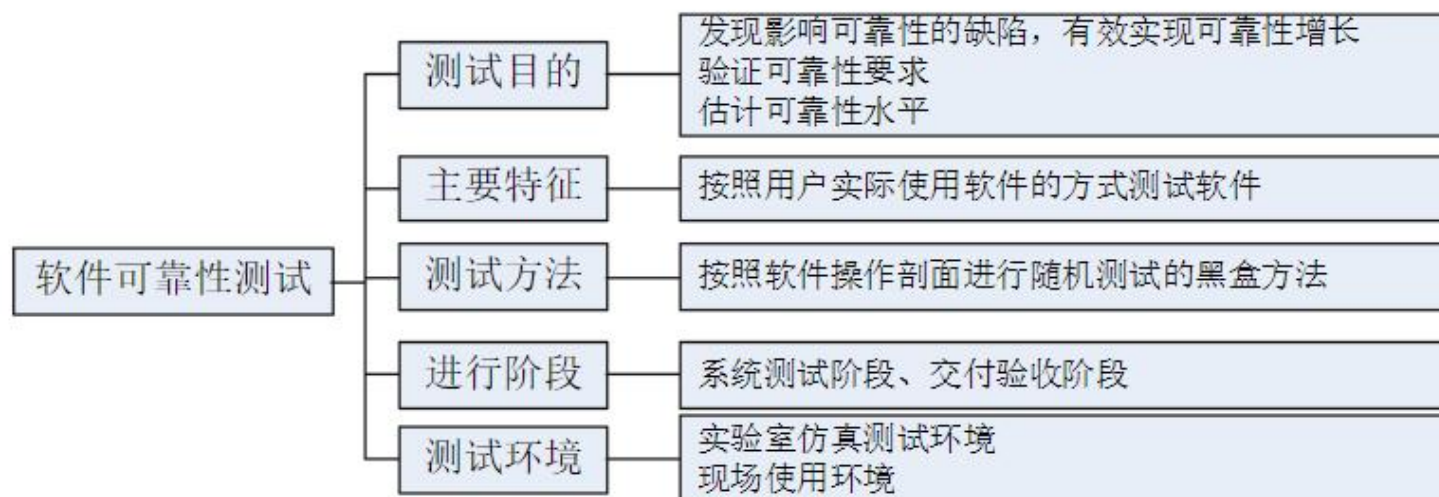 软件可靠性测试
测试目的
发现影响可靠性的缺陷，有效实现可靠性增长
验证可靠性要求
估计可靠性水平
主要特征
按照用户实际使用软件的方式测试软件
测试方法
按照软件操作剖面进行随机测试的黑盒方法
进行阶段
系统测试阶段、交付验收阶段
测试环境
实验室仿真测试环境
现场使用环境